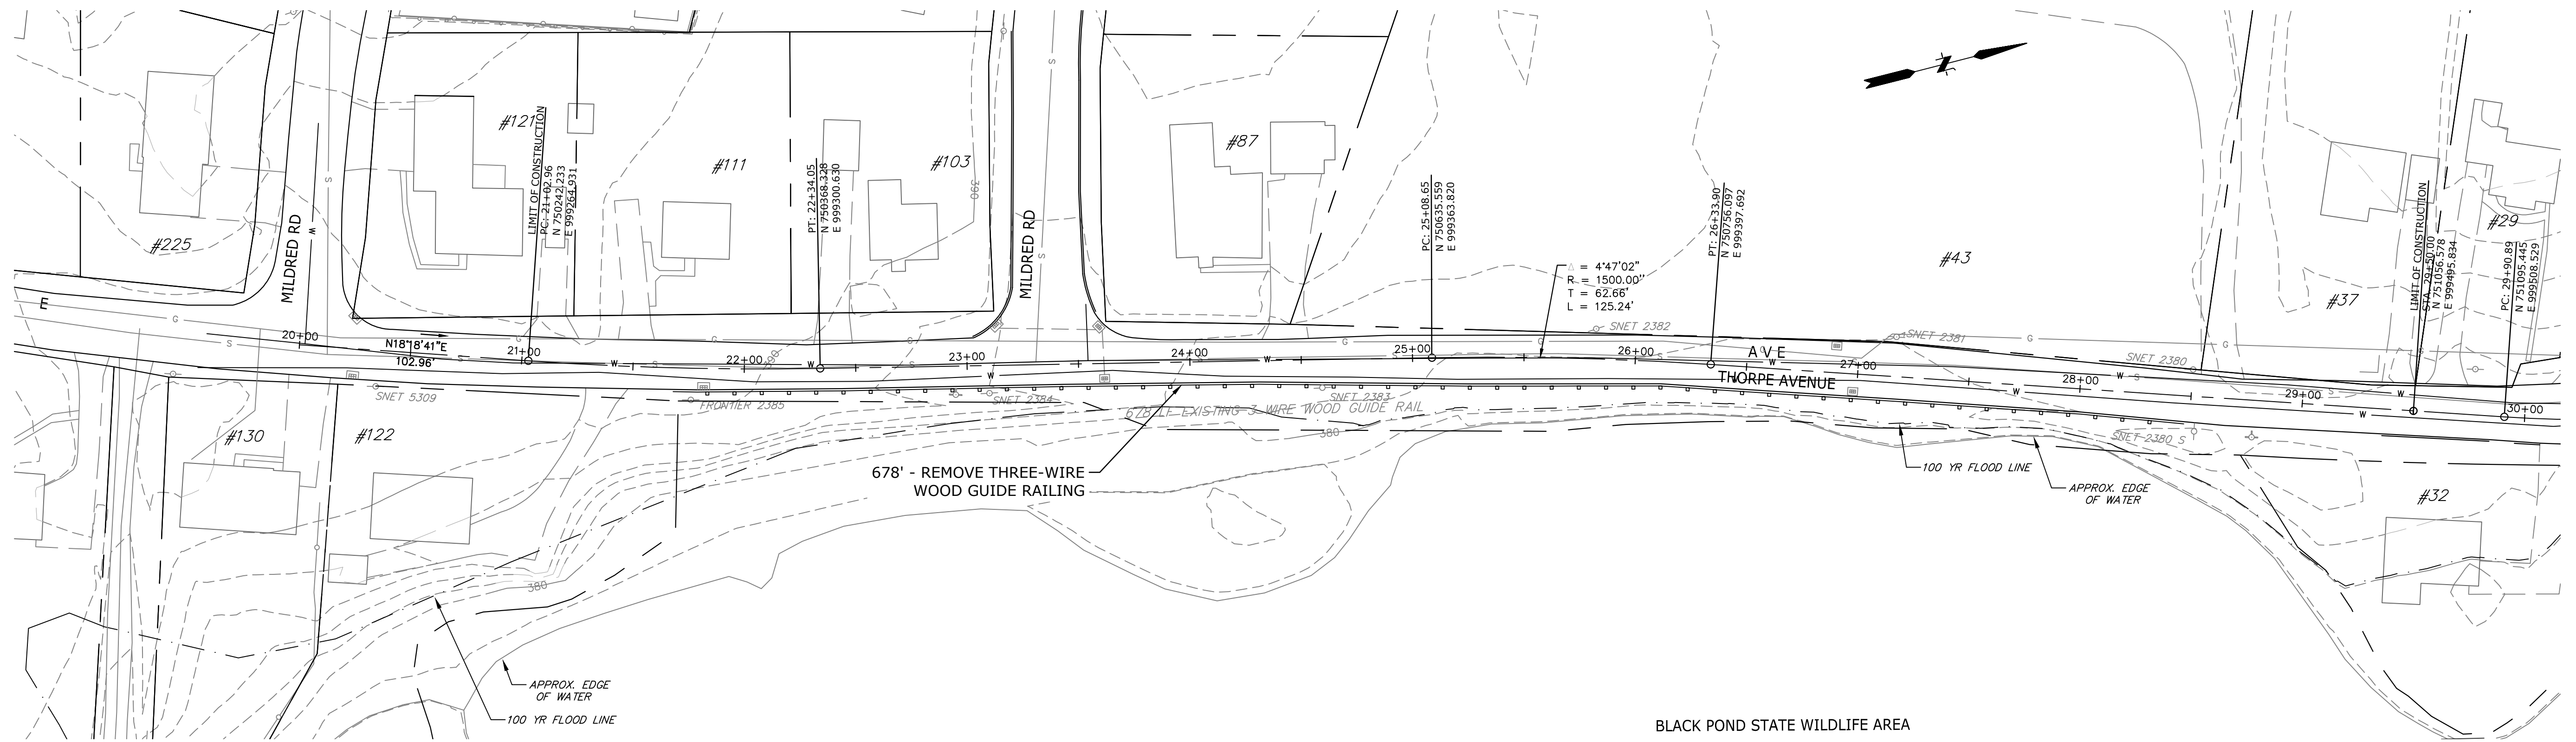 #225
MILDRED RD
W
S
#121
LIMIT OF CONSTRUCTION
PC: 21+02.96
N 750242.233
E 999264.931
#111
PT: 22+34.05
N 750368.328
E 999300.630
#103
390
MILDRED RD
S
S
#87
PC: 25+08.65
N 750635.559
E 999363.820
Δ = 4°47'02"
R = 1500.00"
T = 62.66'
L = 125.24'
PT: 26+33.90
N 750756.097
E 999397.692
#43
#37
LIMIT OF CONSTRUCTION
STA. 29+50.00
N 751056.578
E 999495.834
#29
PC: 29+90.89
N 751095.445
E 999508.529
E
G
S
20+00
N18°18'41"E
102.96'
21+00
22+00
390
23+00
24+00
25+00
26+00
AVE
27+00
THORPE AVENUE
28+00
29+00
30+00
SNET 2382
SNET 2381
SNET 2380
SNET 5309
FRONTIER 2385
SNET 2384
SNET 2383
678 LF EXISTING 3 WIRE WOOD GUIDE RAIL
380
SNET 2380 S
#130
#122
678' - REMOVE THREE-WIRE
WOOD GUIDE RAILING
100 YR FLOOD LINE
APPROX. EDGE
OF WATER
#32
380
APPROX. EDGE
OF WATER
100 YR FLOOD LINE
BLACK POND STATE WILDLIFE AREA